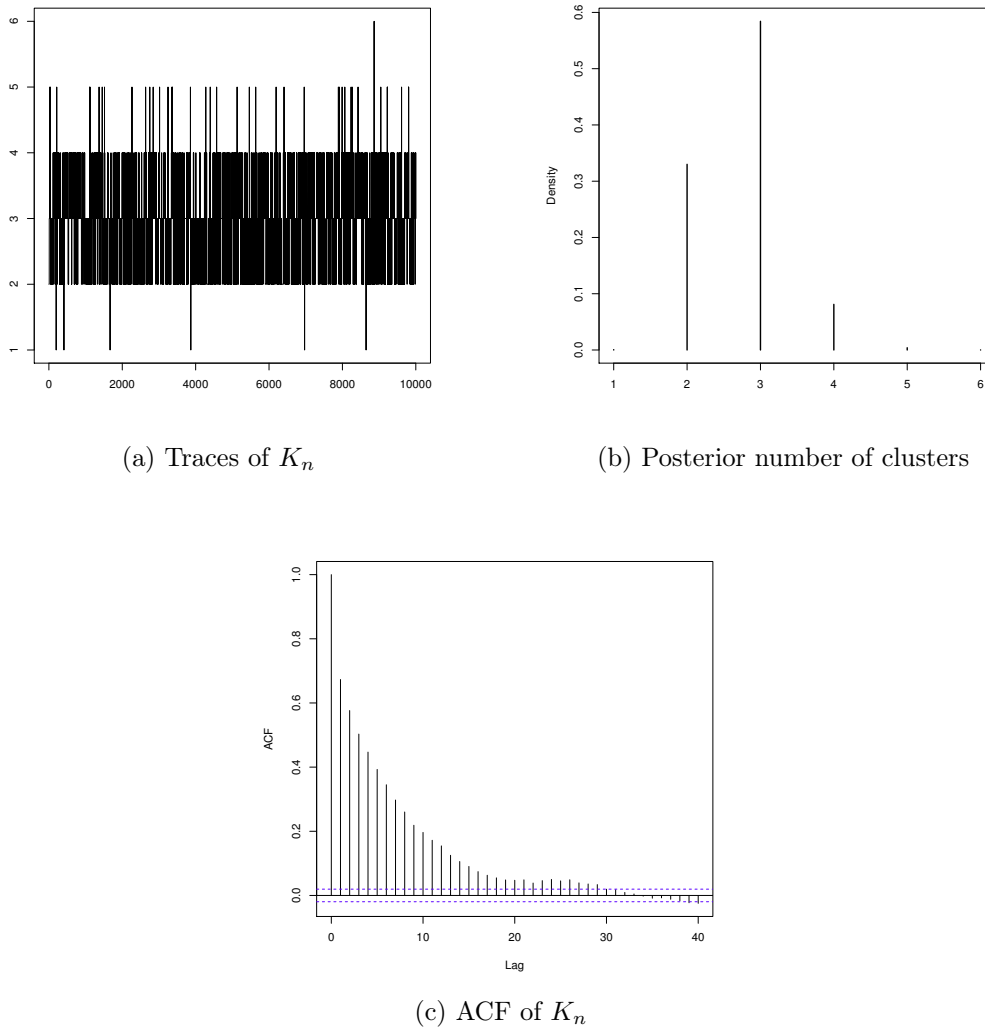 6
5
4
3
2
1
0 2000 4000 6000 8000 10000
(a) Traces of Kn
0.6
0.5
0.4
0.3
0.2
0.1
0.0
Density
1 2 3 4 5 6
(b) Posterior number of clusters
1.0
0.8
0.6
0.4
0.2
0.0
ACF
0 10 20 30 40
Lag
(c) ACF of Kn